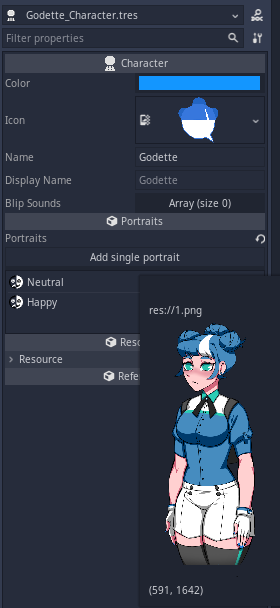 Godette_Character.tres
Filter properties
Character
Color
Icon
Name
Godette
Display Name
Godette
Blip Sounds
Array (size 0)
Portraits
Portraits
Add single portrait
Neutral
Happy
Reso
Resource
Refe
res://1.png
(591, 1642)